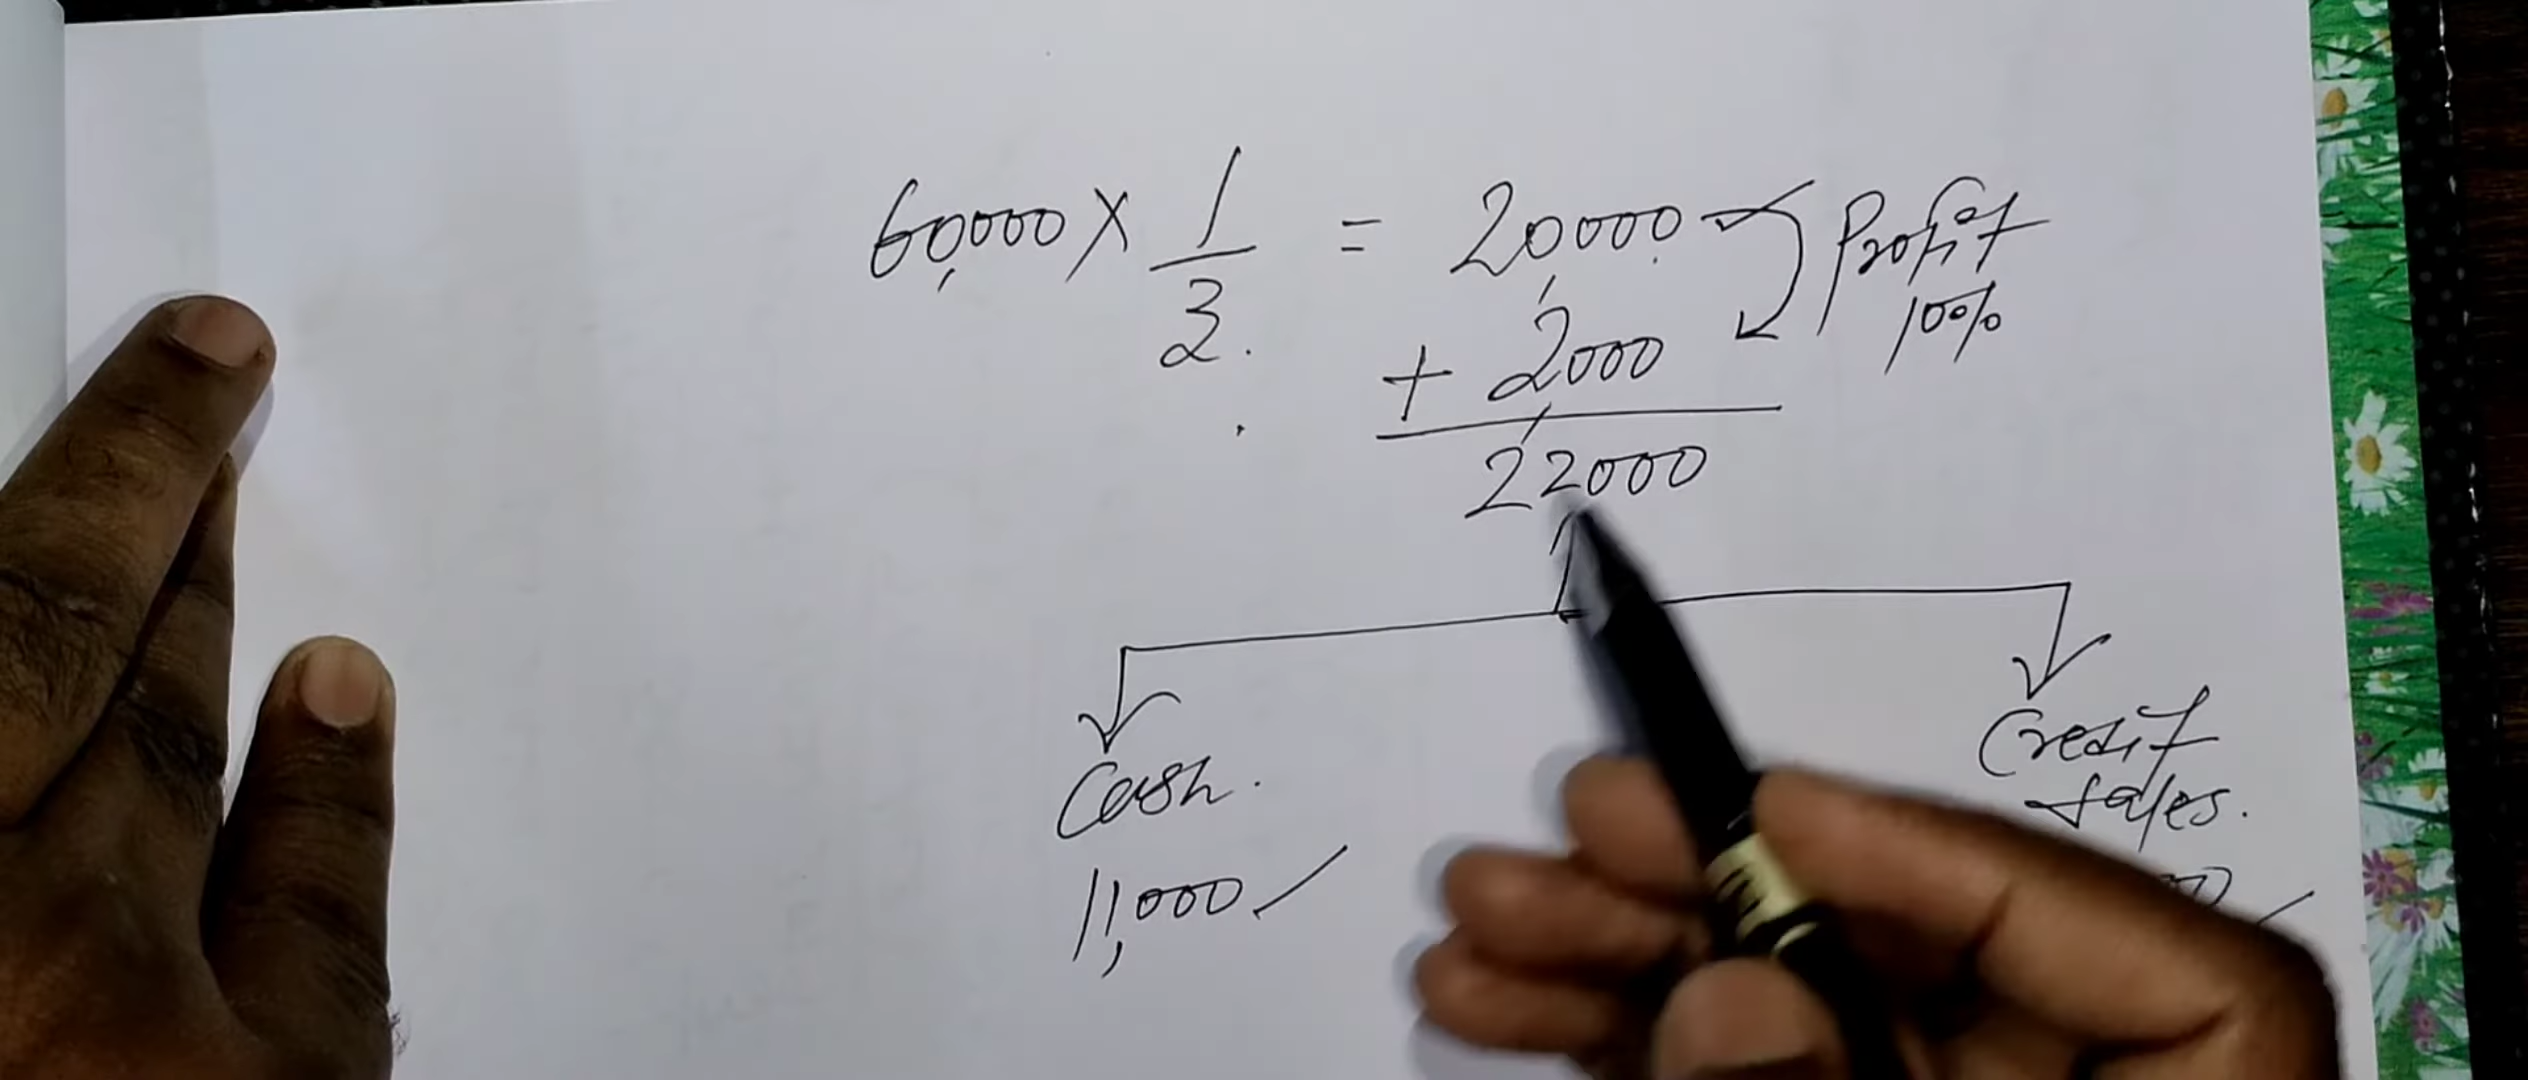 60,000 × 1/3 = 20,000
Profit
10%
+ 2,000
22000
Cash.
Credit
Sales.
11,000